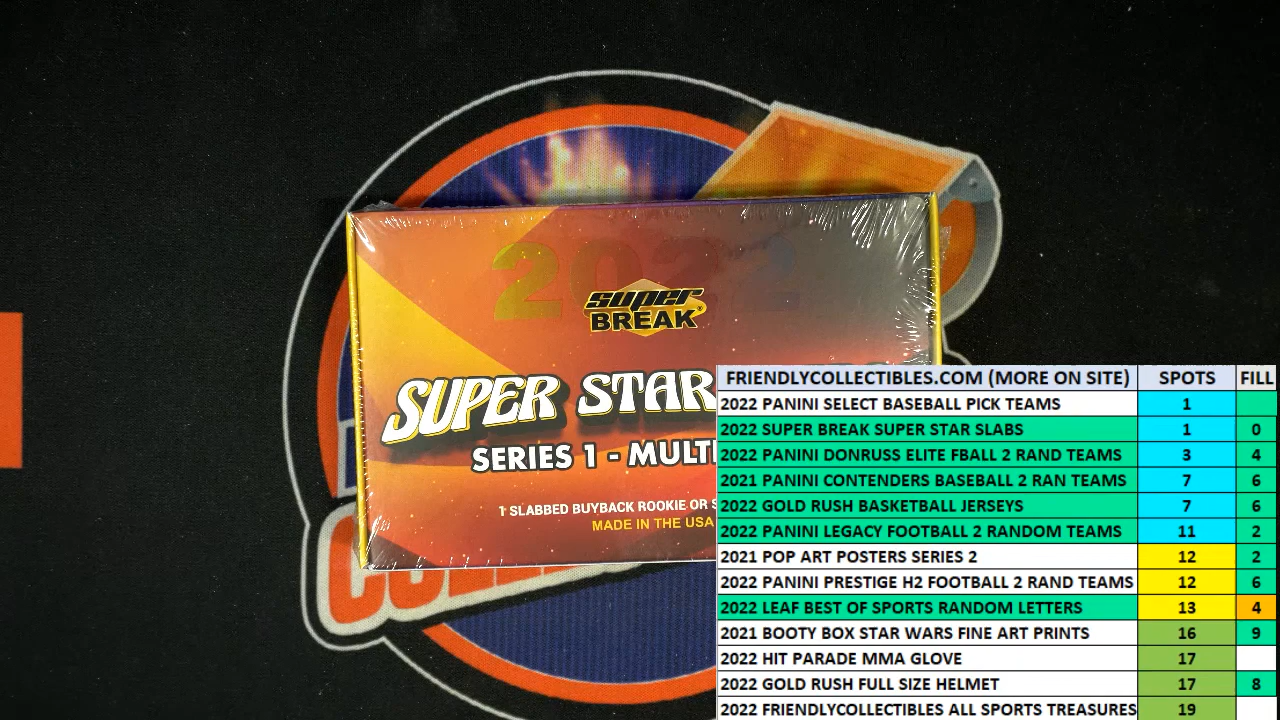 2022
super
BREAK
SUPER STAR
SERIES 1 - MULTI
1 SLABBED BUYBACK ROOKIE OR
MADE IN THE USA
FRIENDLYCOLLECTIBLES.COM (MORE ON SITE) SPOTS FILL
2022 PANINI SELECT BASEBALL PICK TEAMS 1
2022 SUPER BREAK SUPER STAR SLABS 1 0
2022 PANINI DONRUSS ELITE FBALL 2 RAND TEAMS 3 4
2021 PANINI CONTENDERS BASEBALL 2 RAN TEAMS 7 6
2022 GOLD RUSH BASKETBALL JERSEYS 7 6
2022 PANINI LEGACY FOOTBALL 2 RANDOM TEAMS 11 2
2021 POP ART POSTERS SERIES 2 12 2
2022 PANINI PRESTIGE H2 FOOTBALL 2 RAND TEAMS 12 6
2022 LEAF BEST OF SPORTS RANDOM LETTERS 13 4
2021 BOOTY BOX STAR WARS FINE ART PRINTS 16 9
2022 HIT PARADE MMA GLOVE 17
2022 GOLD RUSH FULL SIZE HELMET 17 8
2022 FRIENDLYCOLLECTIBLES ALL SPORTS TREASURES 19